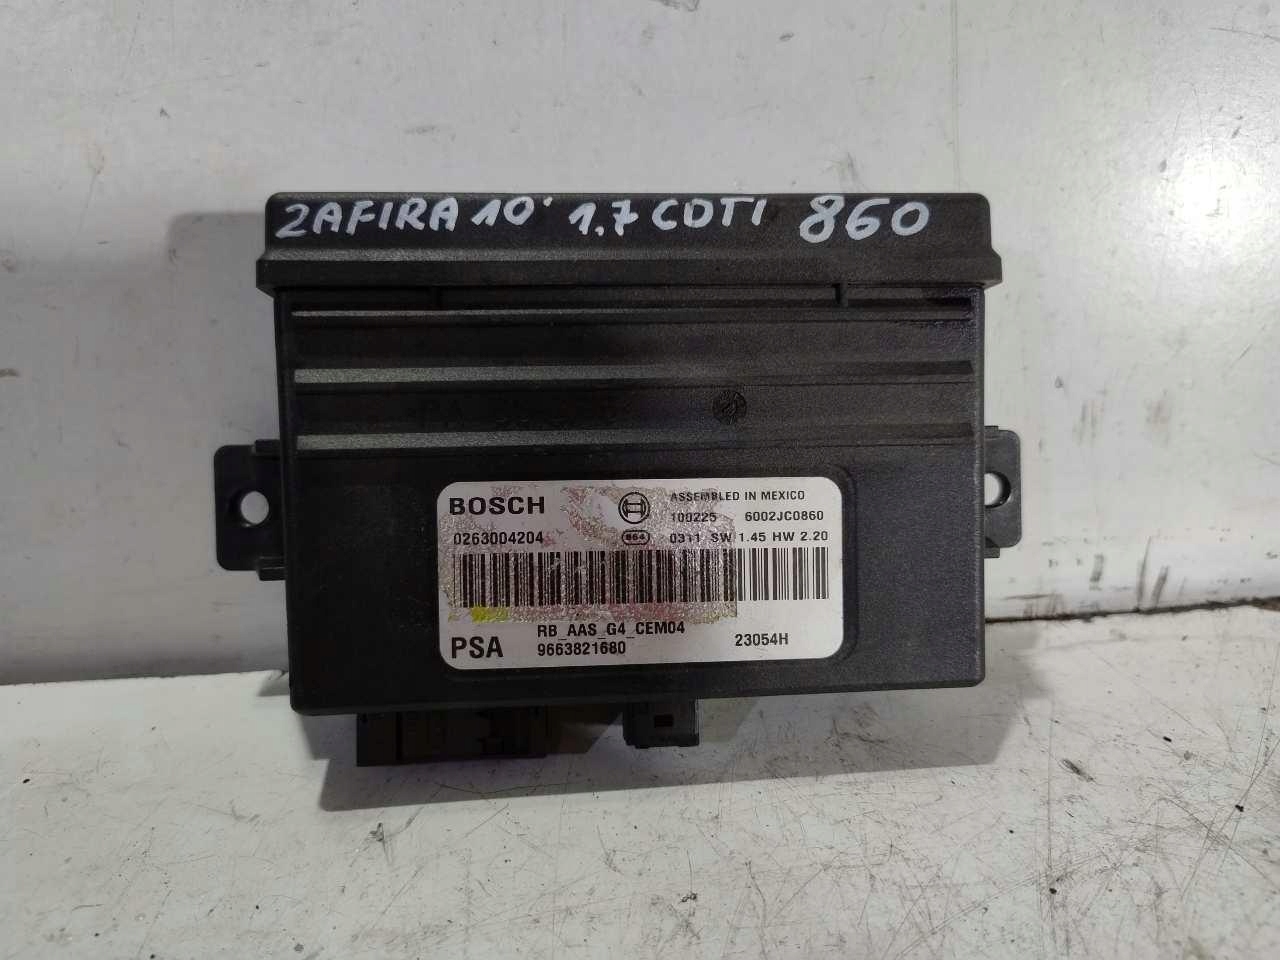 ZAFIRA 10' 1.7 CDTI 860
BOSCH ASSEMBLED IN MEXICO
100225 6002JC0860
0263004204 864 0311 SW 1.45 HW 2.20
RB_AAS_G4_CEM04
PSA 9663821680 23054H